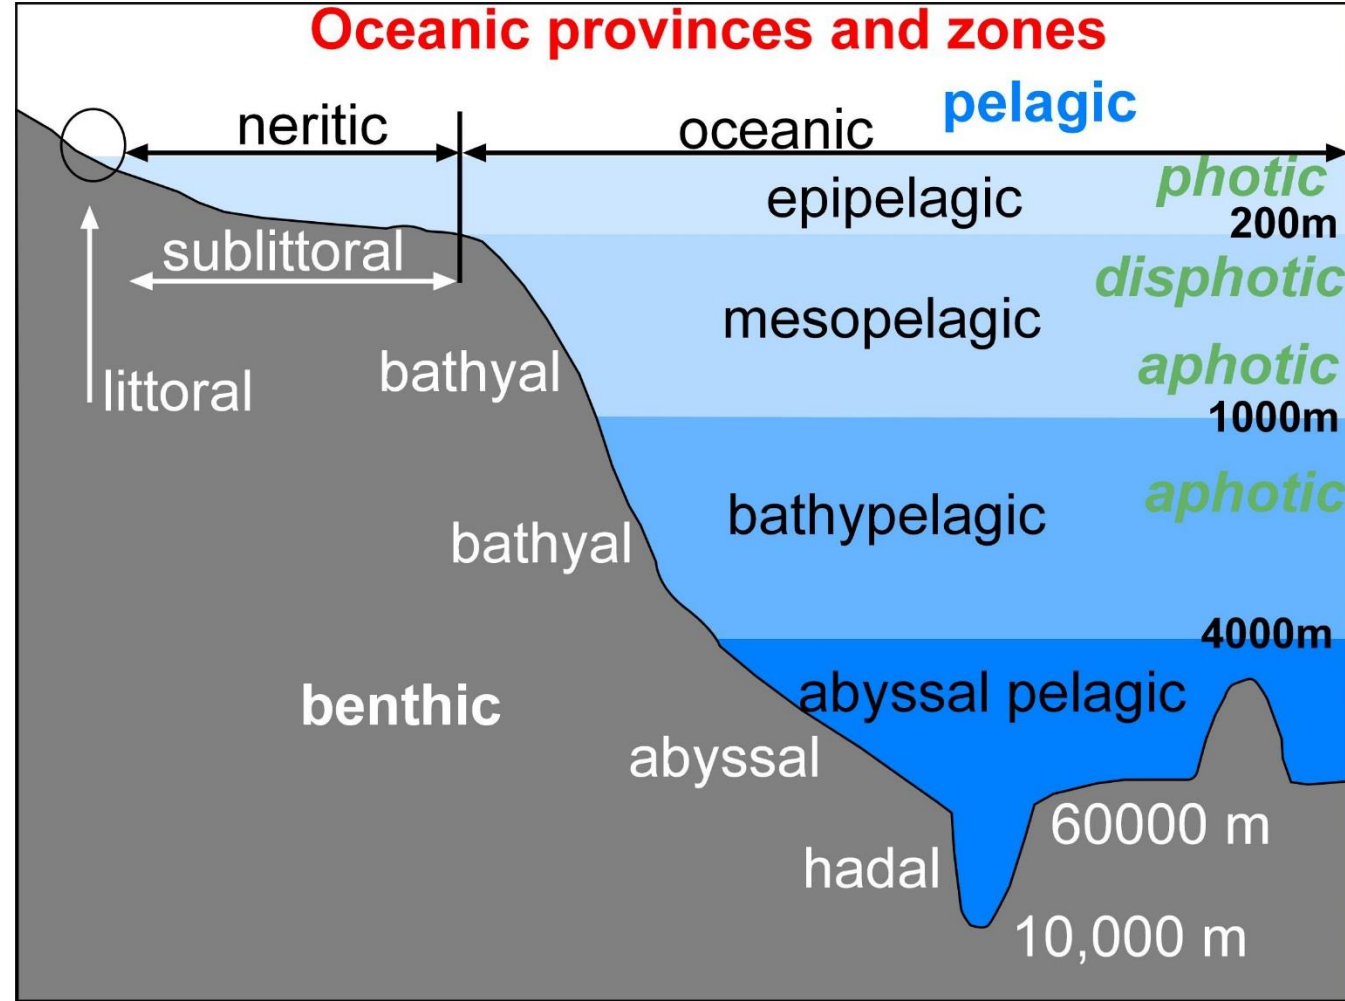 Oceanic provinces and zones
pelagic
neritic
oceanic
photic
epipelagic
200m
sublittoral
disphotic
mesopelagic
aphotic
bathyal
littoral
1000m
aphotic
bathypelagic
bathyal
4000m
abyssal pelagic
benthic
abyssal
60000 m
hadal
10,000 m